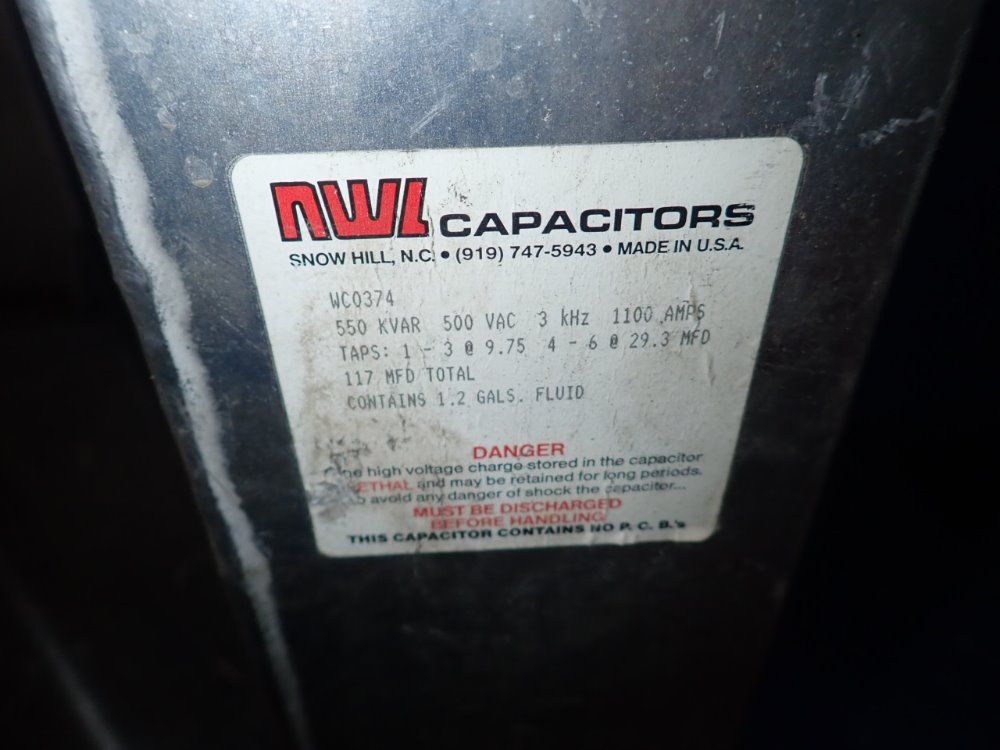 NWL CAPACITORS
SNOW HILL, N.C. • (919) 747-5943 • MADE IN U.S.A.
WC0374
550 KVAR 500 VAC 3 kHz 1100 AMPS
TAPS: 1 - 3 @ 9.75 4 - 6 @ 29.3 MFD
117 MFD TOTAL
CONTAINS 1.2 GALS. FLUID
DANGER
high voltage charge stored in the capacitor
LETHAL and may be retained for long periods.
avoid any danger of shock the capacitor...
MUST BE DISCHARGED
BEFORE HANDLING
THIS CAPACITOR CONTAINS NO P.C.B.'s